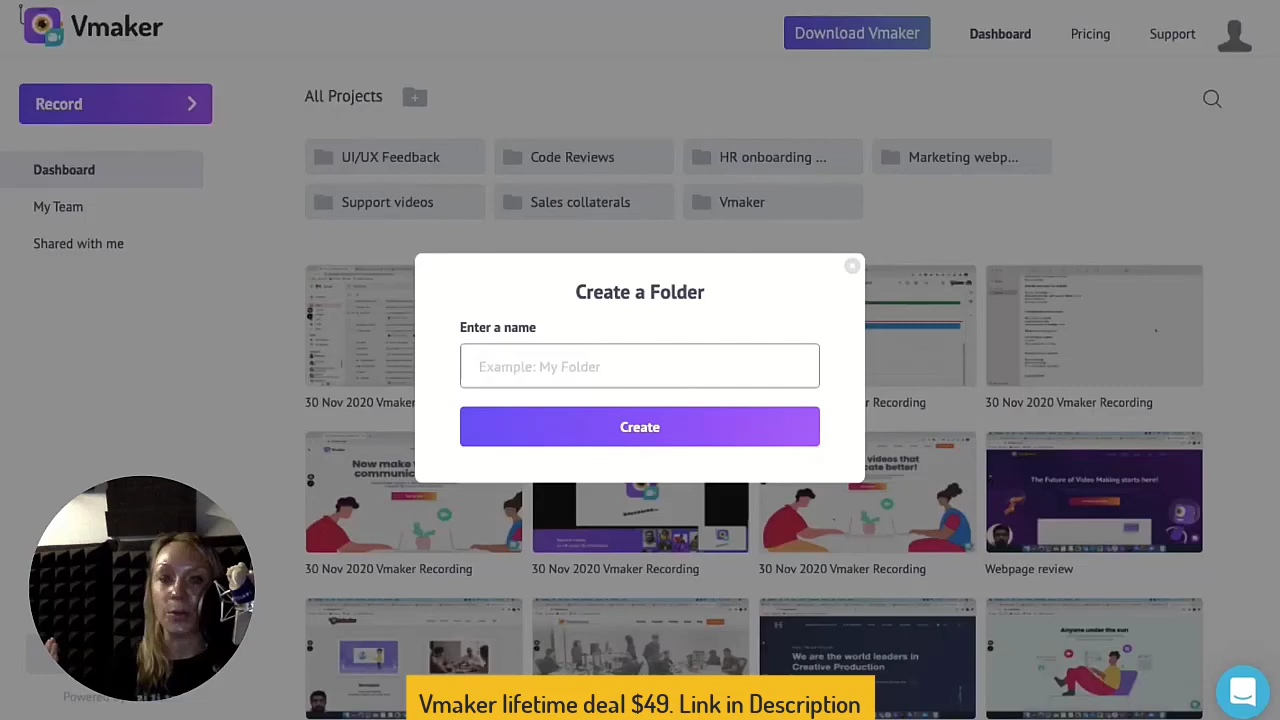 Vmaker
Download Vmaker
Dashboard
Pricing
Support
Record
All Projects
Dashboard
My Team
Shared with me
UI/UX Feedback
Code Reviews
HR onboarding ...
Marketing webp...
Support videos
Sales collaterals
Vmaker
Create a Folder
Enter a name
Example: My Folder
Create
30 Nov 2020 Vmaker
Recording
30 Nov 2020 Vmaker Recording
Now make
communic
videos that
cate better!
The Future of Video Making starts here!
30 Nov 2020 Vmaker Recording
30 Nov 2020 Vmaker Recording
30 Nov 2020 Vmaker Recording
Webpage review
We are the world leaders in
Creative Production
Anyone under the sun
Powered
Vmaker lifetime deal $49. Link in Description